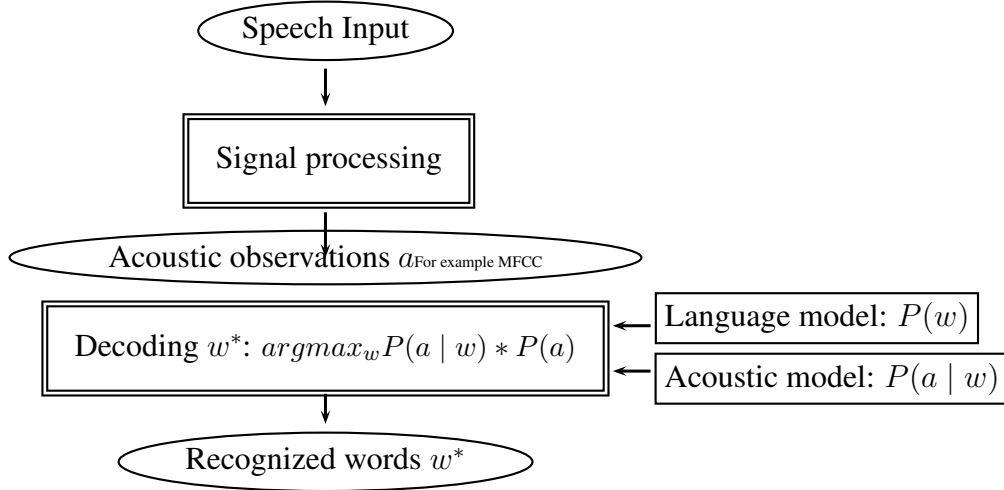 Speech Input
Signal processing
Acoustic observations a For example MFCC
Language model: P(w)
Decoding w*: argmax_w P(a | w) * P(a)
Acoustic model: P(a | w)
Recognized words w*